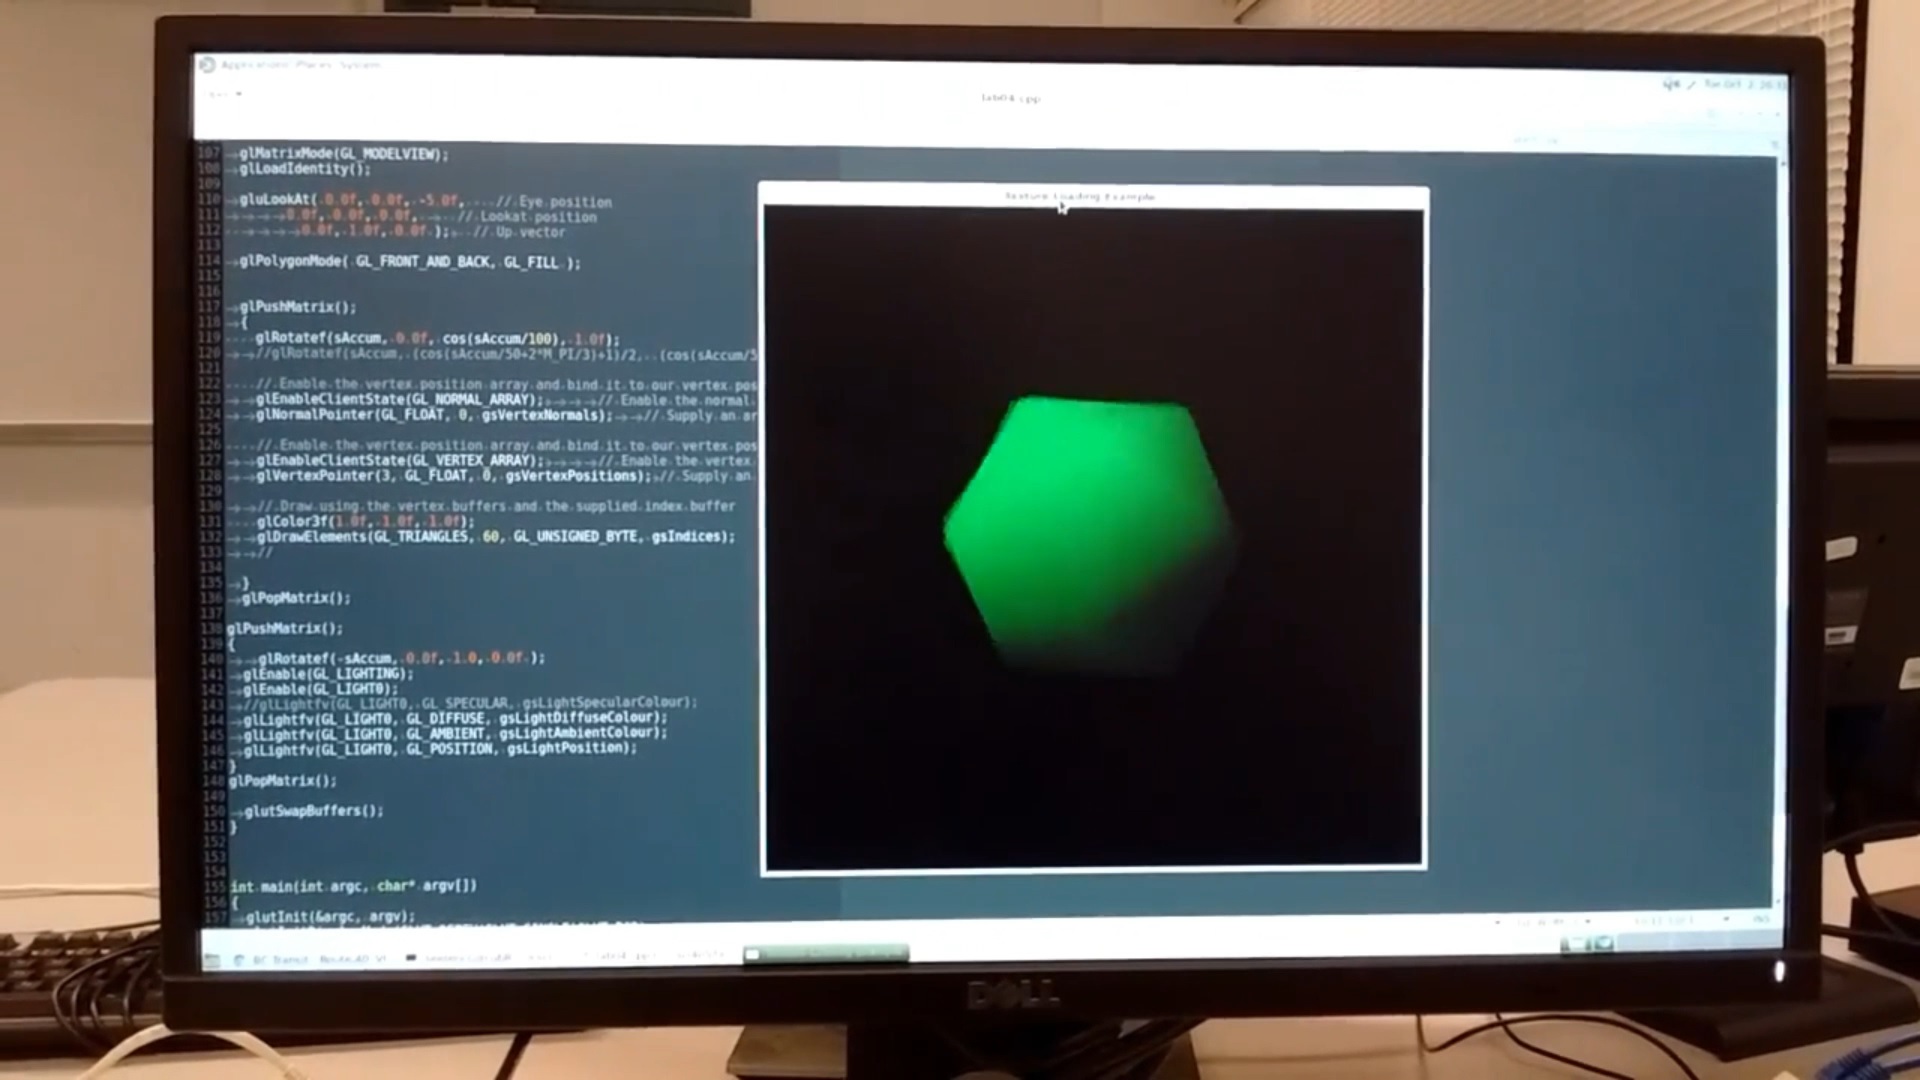 Applications Places System
lab04.cpp
107 glMatrixMode(GL_MODELVIEW);
108 glLoadIdentity();
109
110 gluLookAt( 0.0f, 0.0f, -5.0f, // Eye position
111 0.0f, 0.0f, 0.0f, // Lookat position
112 0.0f, 1.0f, 0.0f ); // Up vector
113
114 glPolygonMode( GL_FRONT_AND_BACK, GL_FILL );
115
116
117 glPushMatrix();
118 {
119 glRotatef(sAccum, 0.0f, cos(sAccum/100), 1.0f);
120 //glRotatef(sAccum, (cos(sAccum/50+2*M_PI/3)+1)/2, (cos(sAccum/5
121
122 // Enable the vertex position array and bind it to our vertex pos
123 glEnableClientState(GL_NORMAL_ARRAY); // Enable the normal
124 glNormalPointer(GL_FLOAT, 0, gsVertexNormals); // Supply an ar
125
126 // Enable the vertex position array and bind it to our vertex pos
127 glEnableClientState(GL_VERTEX_ARRAY); // Enable the vertex
128 glVertexPointer(3, GL_FLOAT, 0, gsVertexPositions); // Supply an
129
130 // Draw using the vertex buffers and the supplied index buffer
131 glColor3f(1.0f, 1.0f, 1.0f);
132 glDrawElements(GL_TRIANGLES, 60, GL_UNSIGNED_BYTE, gsIndices);
133 //
134
135 }
136 glPopMatrix();
137
138 glPushMatrix();
139 {
140 glRotatef(-sAccum, 0.0f, 1.0, 0.0f );
141 glEnable(GL_LIGHTING);
142 glEnable(GL_LIGHT0);
143 //glLightfv(GL_LIGHT0, GL_SPECULAR, gsLightSpecularColour);
144 glLightfv(GL_LIGHT0, GL_DIFFUSE, gsLightDiffuseColour);
145 glLightfv(GL_LIGHT0, GL_AMBIENT, gsLightAmbientColour);
146 glLightfv(GL_LIGHT0, GL_POSITION, gsLightPosition);
147 }
148 glPopMatrix();
149
150 glutSwapBuffers();
151 }
152
153
154
155 int main(int argc, char* argv[])
156 {
157 glutInit(&argc, argv);
Texture Loading Example
DELL